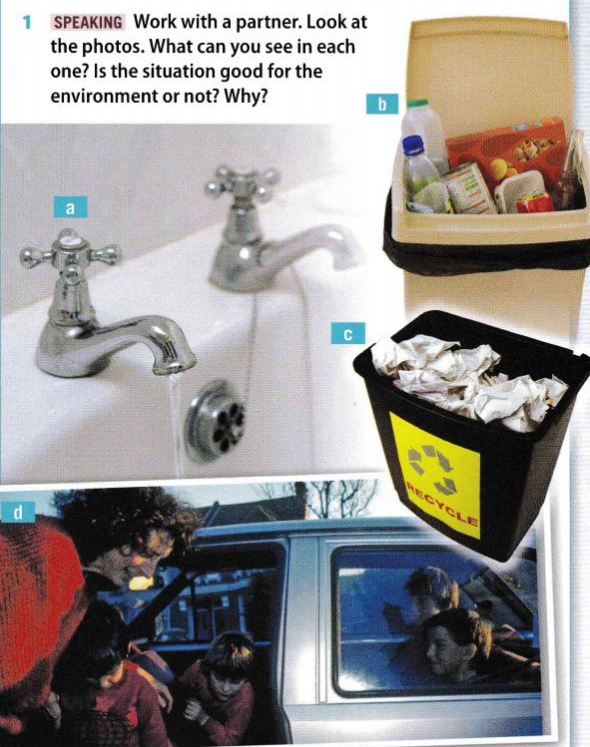 1 SPEAKING Work with a partner. Look at
the photos. What can you see in each
one? Is the situation good for the
environment or not? Why?
a
b
c
RECYCLE
d